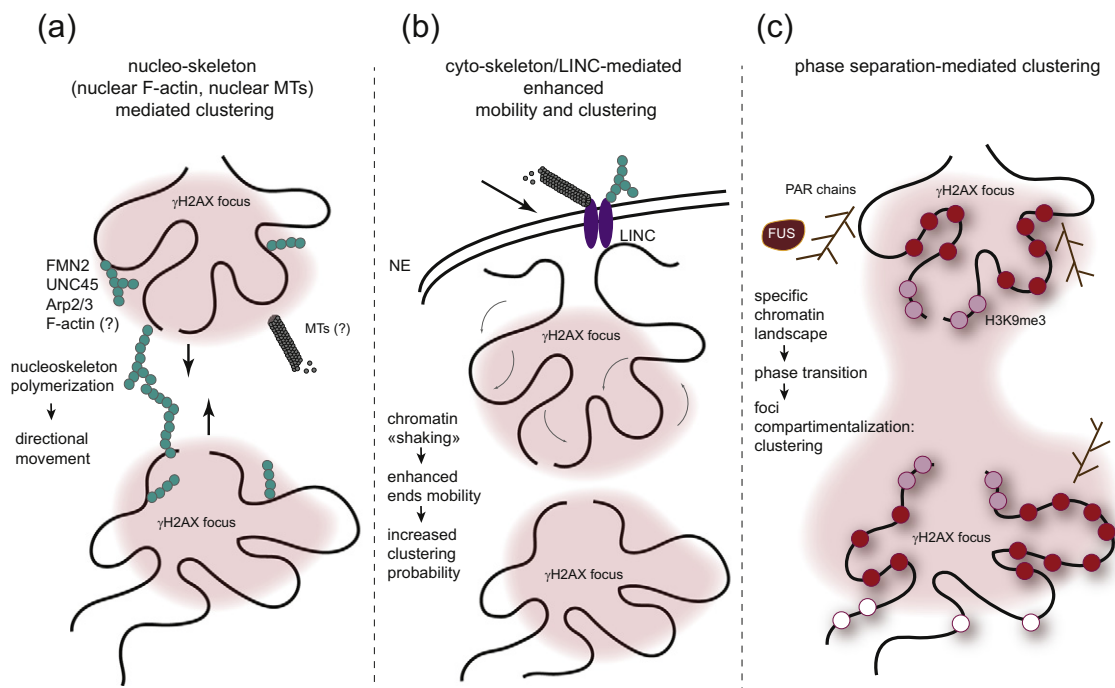 (a)
nucleo-skeleton
(nuclear F-actin, nuclear MTs)
mediated clustering
γH2AX focus
FMN2
UNC45
Arp2/3
F-actin (?)
MTs (?)
nucleoskeleton
polymerization
directional
movement
γH2AX focus
(b)
cyto-skeleton/LINC-mediated
enhanced
mobility and clustering
LINC
NE
γH2AX focus
chromatin
«shaking»
enhanced
ends mobility
increased
clustering
probability
γH2AX focus
(c)
phase separation-mediated clustering
PAR chains
γH2AX focus
FUS
H3K9me3
specific
chromatin
landscape
phase transition
foci
compartimentalization:
clustering
γH2AX focus